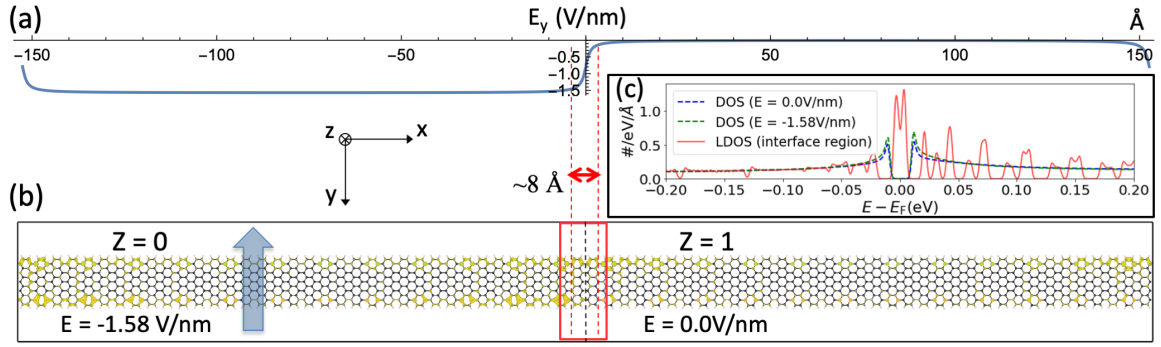 (a)
E_y (V/nm)
Å
−150 −100 −50 50 100 150
−0.5
−1.0
−1.5
(c)
DOS (E = 0.0V/nm)
DOS (E = -1.58V/nm)
LDOS (interface region)
#/eV/Å
1.0
0.5
0.0
−0.20 −0.15 −0.10 −0.05 0.00 0.05 0.10 0.15 0.20
E − E_F(eV)
z x
y
~8 Å
(b)
Z = 0 Z = 1
E = -1.58 V/nm E = 0.0V/nm